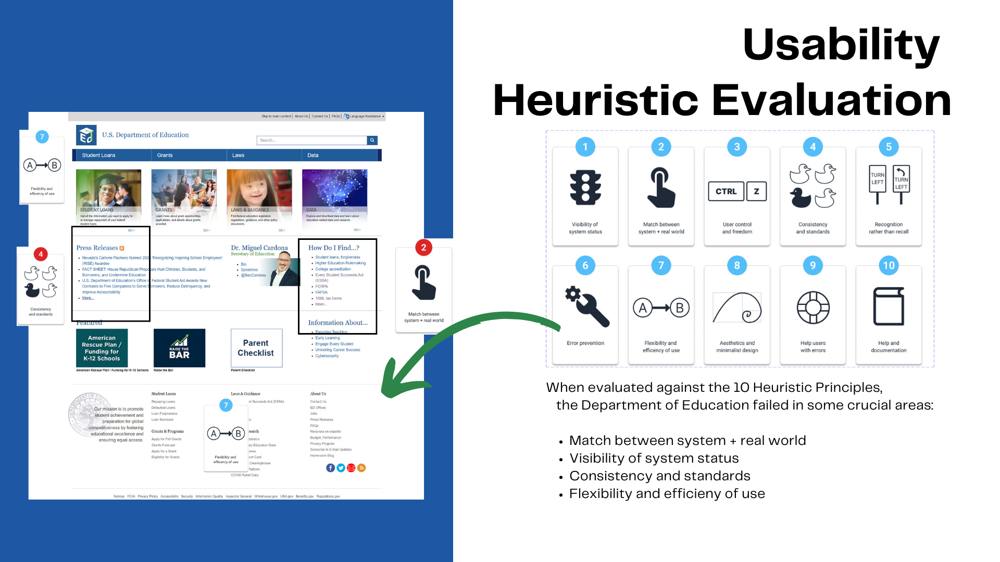 Usability
Heuristic Evaluation
Skip to main content | About Us | Contact Us | FAQs | Language Assistance
U.S. Department of Education
Search...
Student Loans
Grants
Laws
Data
STUDENT LOANS
Get all the information you need to apply for
or manage repayment of your federal
student loans.
GO >
GRANTS
Learn more about grant opportunities,
applications, and details about grants
awarded.
GO >
LAWS & GUIDANCE
Find federal education legislation,
regulations, guidance, and other policy
documents.
GO >
DATA
Explore and download data and learn about
education-related data and research.
GO >
7
A
B
Flexibility and
efficency of use
4
Consistency
and standards
Press Releases
Nevada's Carlene Pacheco Named 'Recognizing Inspiring School Employees'
(RISE) Awardee
FACT SHEET: House Republican Proposals Hurt Children, Students, and
Borrowers, and Undermine Education
U.S. Department of Education's Office of Federal Student Aid Awards New
Contracts to Five Companies to Serve Borrowers, Reduce Delinquency, and
Improve Accountability
More...
Dr. Miguel Cardona
Secretary of Education
Bio
Speeches
@SecCardona
How Do I Find...?
Student loans, forgiveness
Higher Education Rulemaking
College accreditation
Every Student Succeeds Act
(ESSA)
FERPA
FAFSA
1098, tax forms
More...
2
Match between
system + real world
Featured
American
Rescue Plan /
Funding for
K-12 Schools
American Rescue Plan / Funding for K-12 Schools
RAISE THE
BAR
Raise the Bar
Parent
Checklist
Parent Checklist
Information About...
Elevating Teaching
Early Learning
Engage Every Student
Unlocking Career Success
Cybersecurity
Our mission is to promote
student achievement and
preparation for global
competitiveness by fostering
educational excellence and
ensuring equal access.
Student Loans
Repaying Loans
Defaulted Loans
Loan Forgiveness
Loan Servicers
Grants & Programs
Apply for Pell Grants
Grants Forecast
Apply for a Grant
Eligibility for Grants
Laws & Guidance
nt Succeeds Act (ESSA)
7
A
B
Flexibility and
efficency of use
ry Education Data
ort Card
Clearinghouse
COVID Relief Data
About Us
Contact Us
ED Offices
Jobs
Press Releases
FAQs
Recursos en español
Budget, Performance
Privacy Program
Subscribe to E-Mail Updates
Homeroom Blog
Notices FOIA Privacy Policy Accessibility Security Information Quality Inspector General Whitehouse.gov USA.gov Benefits.gov Regulations.gov
1
Visibility of
system status
2
Match between
system + real world
3
CTRL
Z
User control
and freedom
4
Consistency
and standards
5
TURN
LEFT
TURN
LEFT
Recognition
rather than recall
6
Error prevention
7
A
B
Flexibility and
efficency of use
8
Aesthetics and
minimalist design
9
Help users
with errors
10
Help and
documentation
When evaluated against the 10 Heuristic Principles,
the Department of Education failed in some crucial areas:
Match between system + real world
Visibility of system status
Consistency and standards
Flexibility and efficieny of use